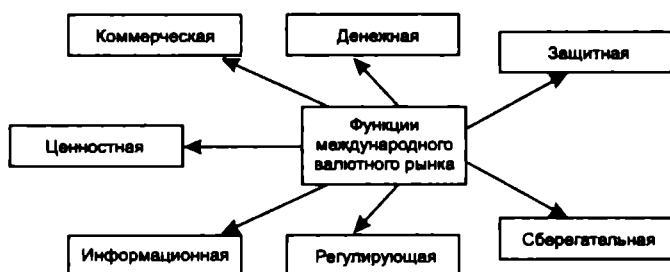 Коммерческая
Денежная
Защитная
Функции
международного
валютного рынка
Ценностная
Сберегательная
Информационная
Регулирующая